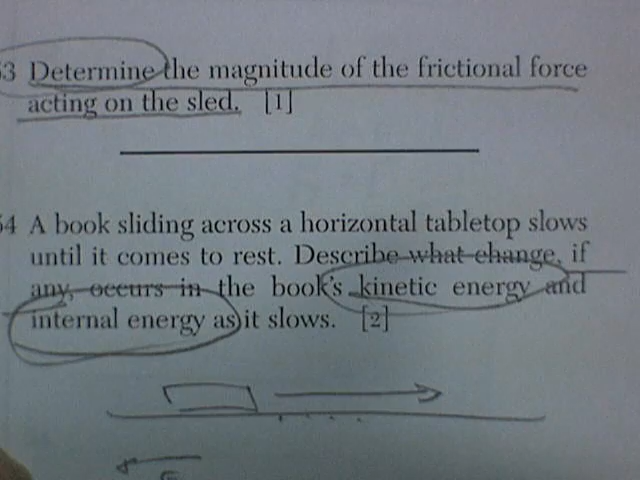 53 Determine the magnitude of the frictional force
acting on the sled. [1]
54 A book sliding across a horizontal tabletop slows
until it comes to rest. Describe what change, if
any, occurs in the book's kinetic energy and
internal energy as it slows. [2]